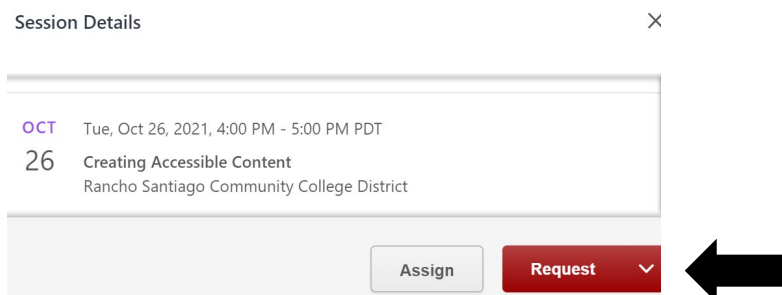 Session Details
OCT
26
Tue, Oct 26, 2021, 4:00 PM - 5:00 PM PDT
Creating Accessible Content
Rancho Santiago Community College District
Assign
Request